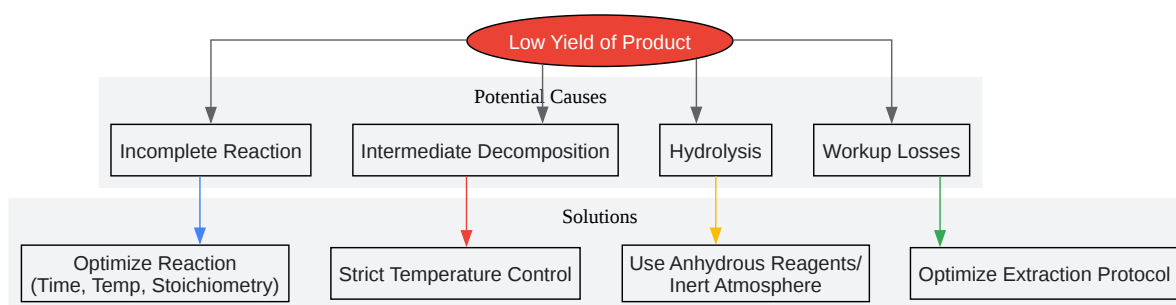 Low Yield of Product
Potential Causes
Incomplete Reaction
Intermediate Decomposition
Hydrolysis
Workup Losses
Solutions
Optimize Reaction
(Time, Temp, Stoichiometry)
Strict Temperature Control
Use Anhydrous Reagents/
Inert Atmosphere
Optimize Extraction Protocol